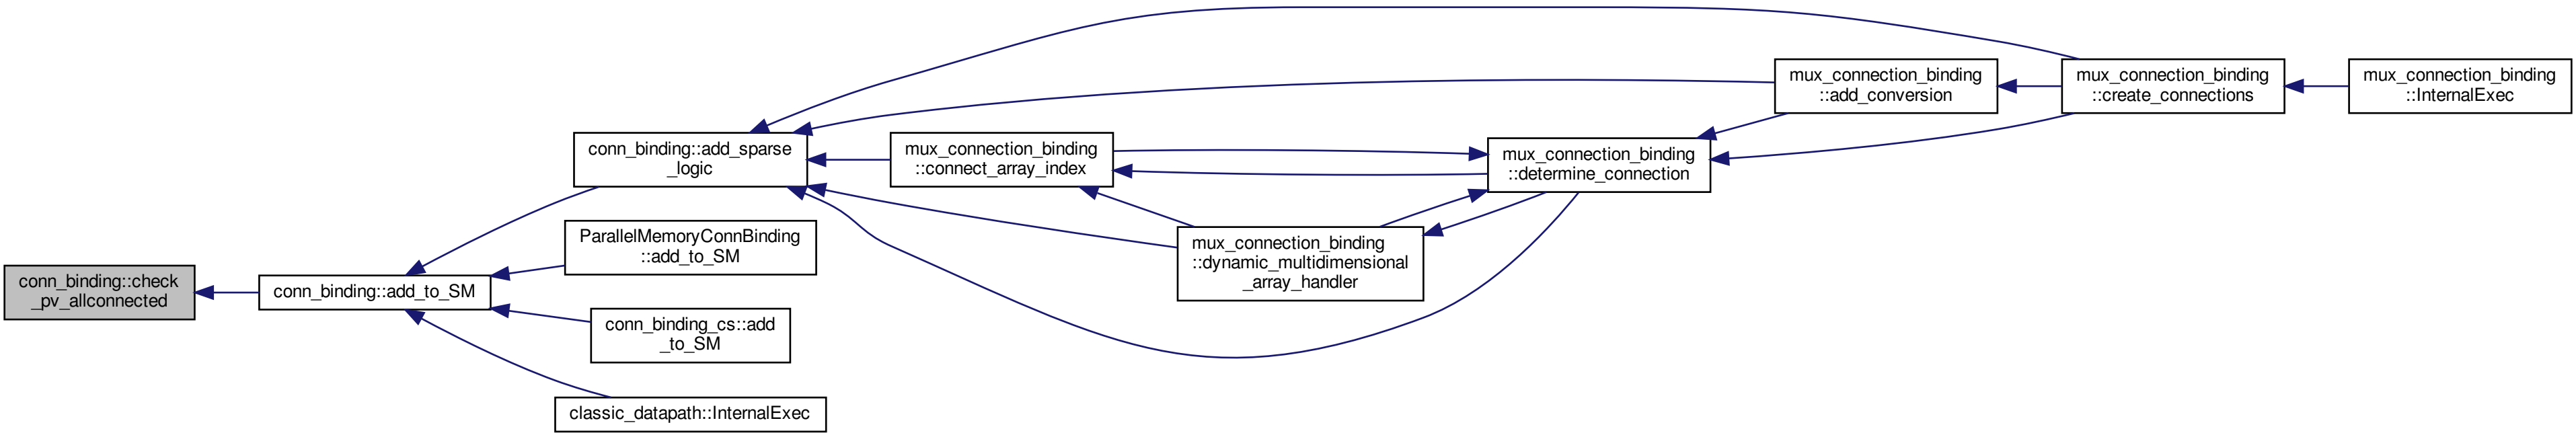 conn_binding::check
_pv_allconnected
conn_binding::add_to_SM
conn_binding::add_sparse
_logic
ParallelMemoryConnBinding
::add_to_SM
conn_binding_cs::add
_to_SM
classic_datapath::InternalExec
mux_connection_binding
::connect_array_index
mux_connection_binding
::dynamic_multidimensional
_array_handler
mux_connection_binding
::determine_connection
mux_connection_binding
::add_conversion
mux_connection_binding
::create_connections
mux_connection_binding
::InternalExec